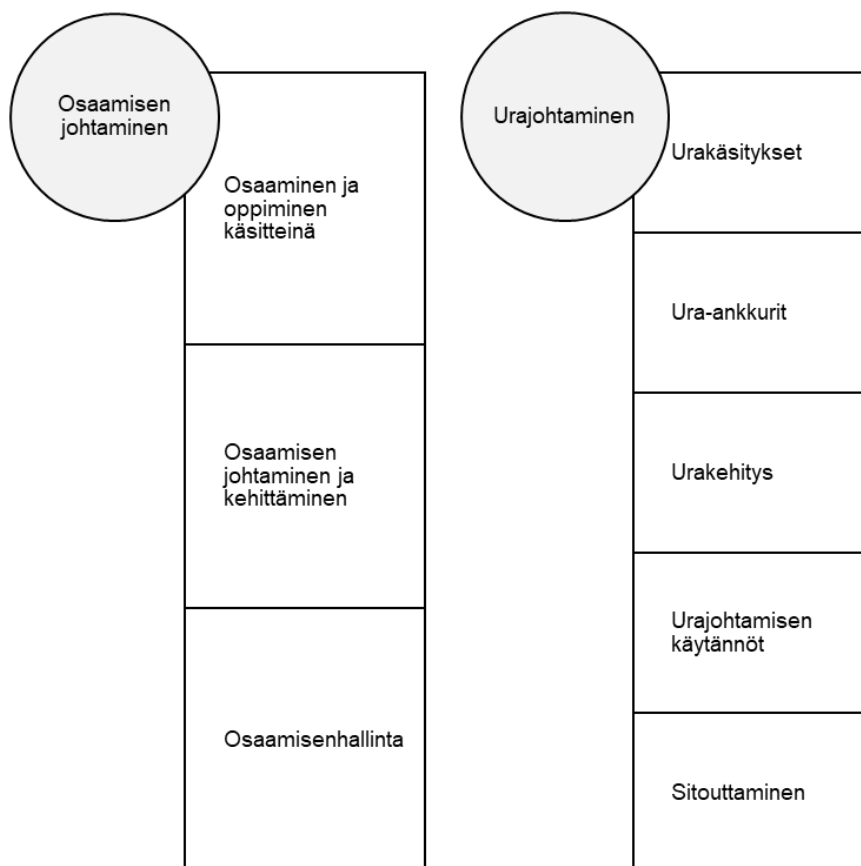 Osaamisen
johtaminen
Osaaminen ja
oppiminen
käsitteinä
Osaamisen
johtaminen ja
kehittäminen
Osaamisenhallinta
Urajohtaminen
Urakäsitykset
Ura-ankkurit
Urakehitys
Urajohtamisen
käytännöt
Sitouttaminen